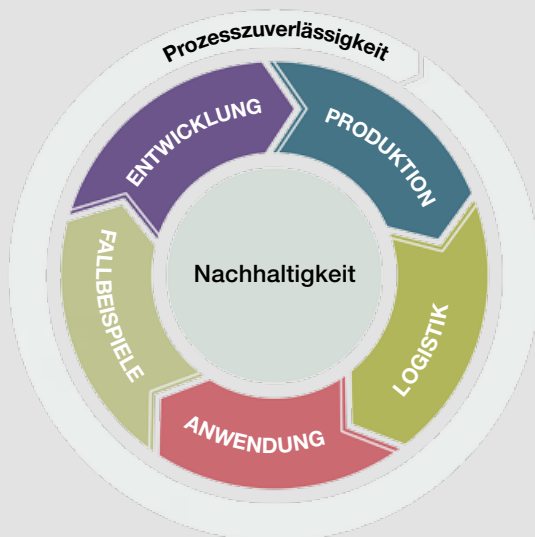 Prozesszuverlässigkeit
ENTWICKLUNG
PRODUKTION
LOGISTIK
ANWENDUNG
FALLBEISPIELE
Nachhaltigkeit